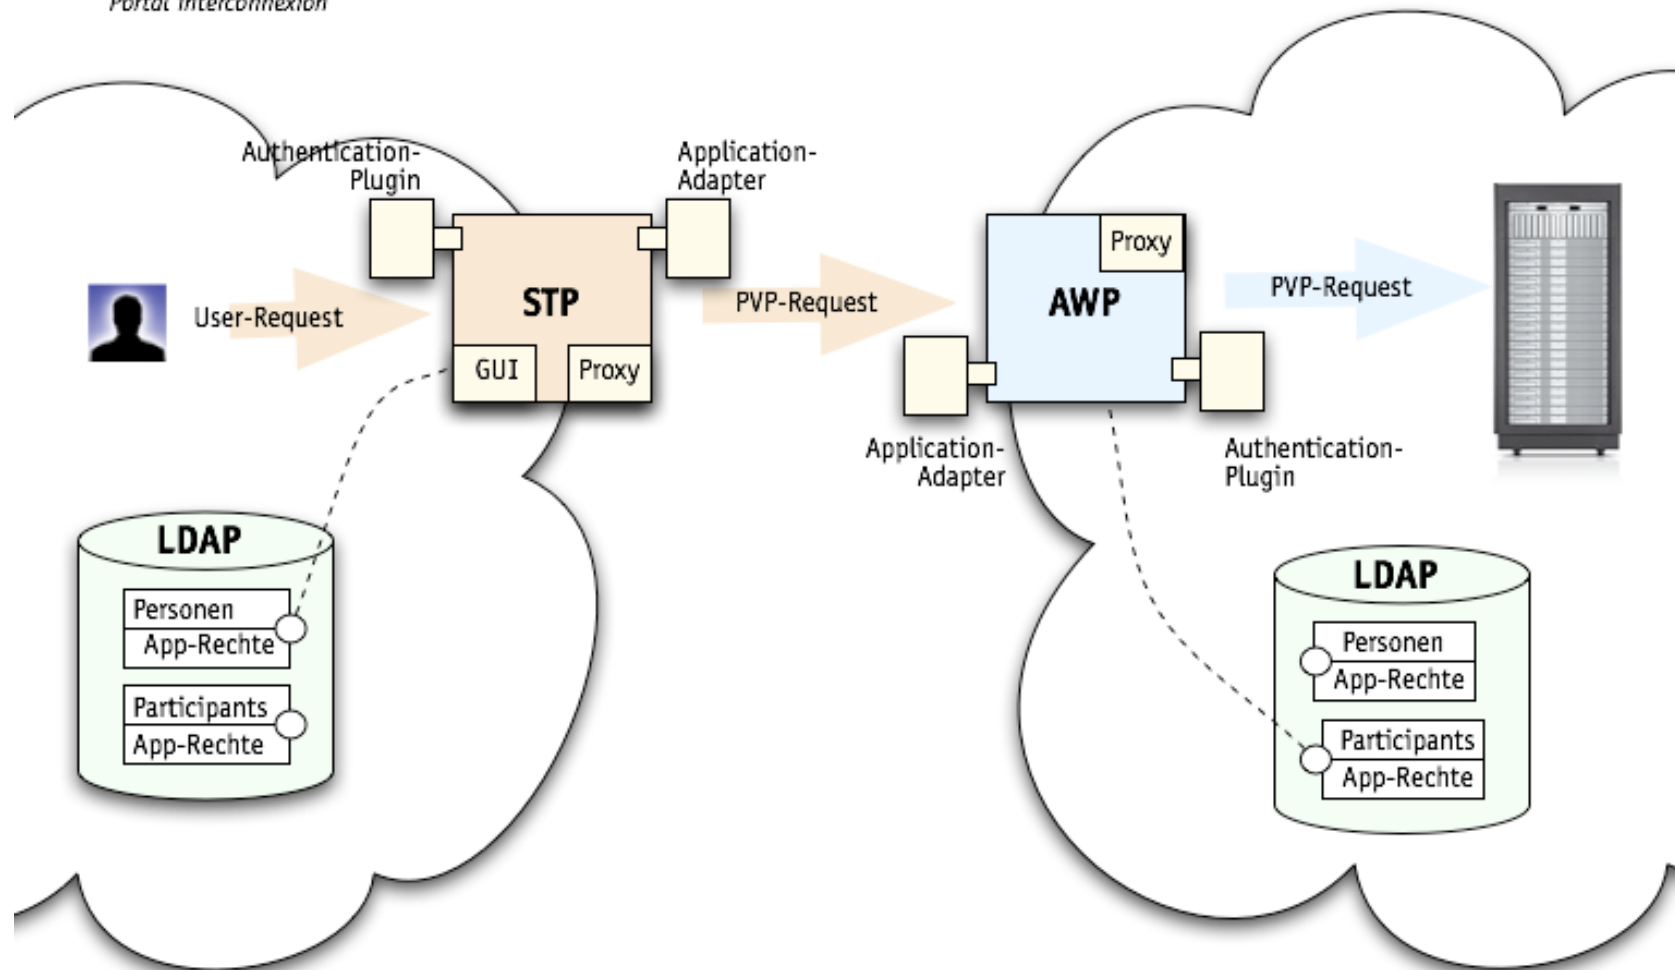 Portal Interconnexion
Authentication-
Plugin
Application-
Adapter
User-Request
STP
GUI
Proxy
PVP-Request
Proxy
AWP
PVP-Request
Application-
Adapter
Authentication-
Plugin
LDAP
Personen
App-Rechte
Participants
App-Rechte
LDAP
Personen
App-Rechte
Participants
App-Rechte